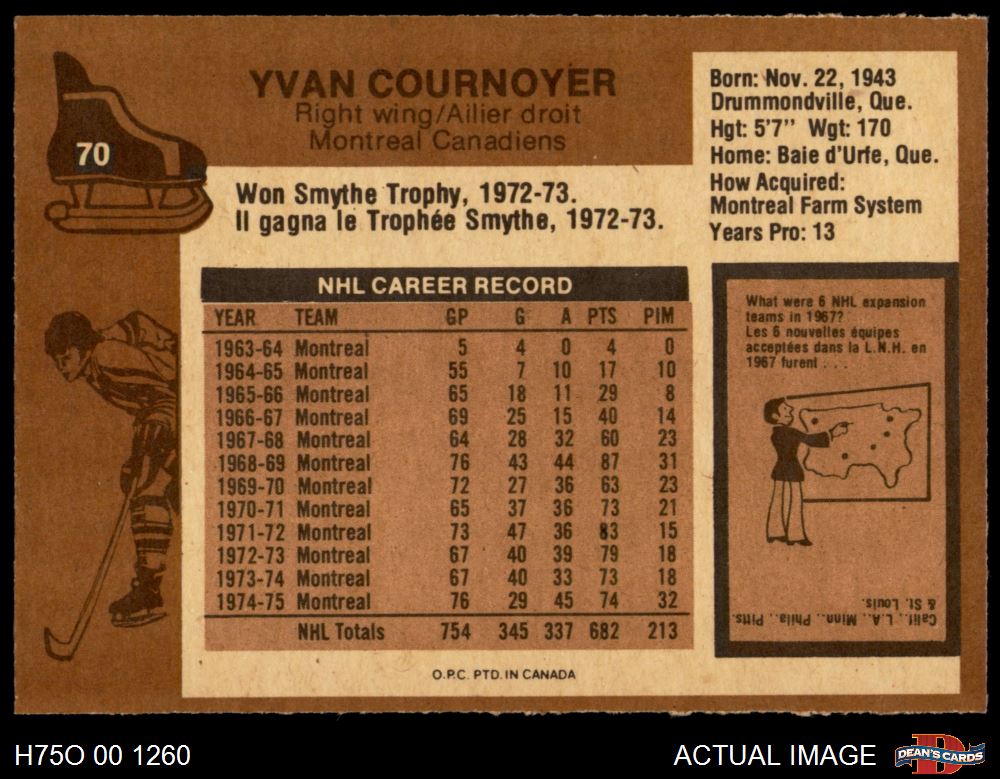 YVAN COURNOYER
Right wing/Ailier droit
Montreal Canadiens
70
Won Smythe Trophy, 1972-73.
Il gagna le Trophée Smythe, 1972-73.
Born: Nov. 22, 1943
Drummondville, Que.
Hgt: 5'7'' Wgt: 170
Home: Baie d'Urfe, Que.
How Acquired:
Montreal Farm System
Years Pro: 13
NHL CAREER RECORD
YEAR TEAM GP G A PTS PIM
1963-64 Montreal 5 4 0 4 0
1964-65 Montreal 55 7 10 17 10
1965-66 Montreal 65 18 11 29 8
1966-67 Montreal 69 25 15 40 14
1967-68 Montreal 64 28 32 60 23
1968-69 Montreal 76 43 44 87 31
1969-70 Montreal 72 27 36 63 23
1970-71 Montreal 65 37 36 73 21
1971-72 Montreal 73 47 36 83 15
1972-73 Montreal 67 40 39 79 18
1973-74 Montreal 67 40 33 73 18
1974-75 Montreal 76 29 45 74 32
NHL Totals 754 345 337 682 213
What were 6 NHL expansion
teams in 1967?
Les 6 nouvelles équipes
acceptées dans la L.N.H. en
1967 furent . . .
Calif., L.A., Minn., Phila., Pitts.
& St. Louis.
O.P.C. PTD. IN CANADA
H75O 00 1260
ACTUAL IMAGE
DEAN'S CARDS